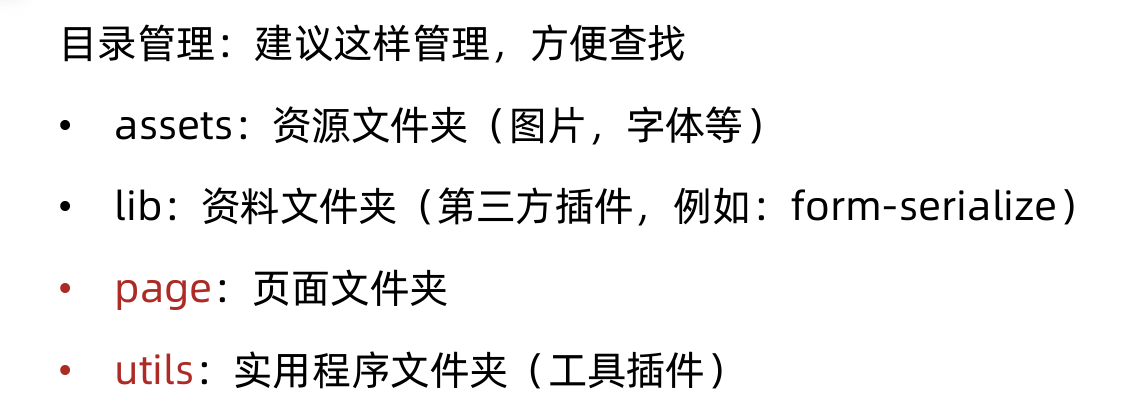 目录管理：建议这样管理，方便查找
• assets：资源文件夹（图片，字体等）
• lib：资料文件夹（第三方插件，例如：form-serialize）
• page：页面文件夹
• utils：实用程序文件夹（工具插件）